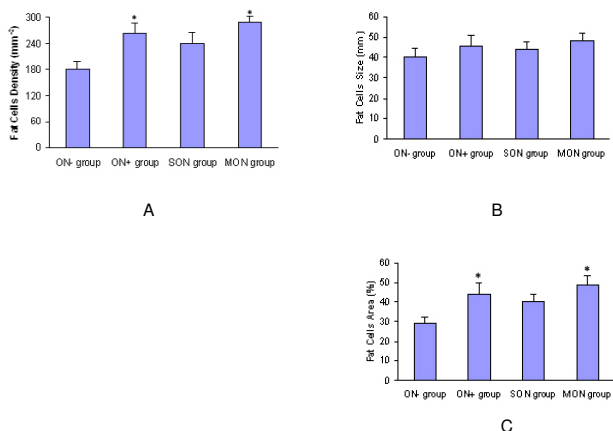 Fat Cells Density (mm⁻²)
300
240
180
120
60
0
*
*
ON- group ON+ group SON group MON group
A
Fat Cells Size (mm)
60
50
40
30
20
10
0
ON- group ON+ group SON group MON group
B
Fat Cells Area (%)
60
50
40
30
20
10
0
*
*
ON- group ON+ group SON group MON group
C